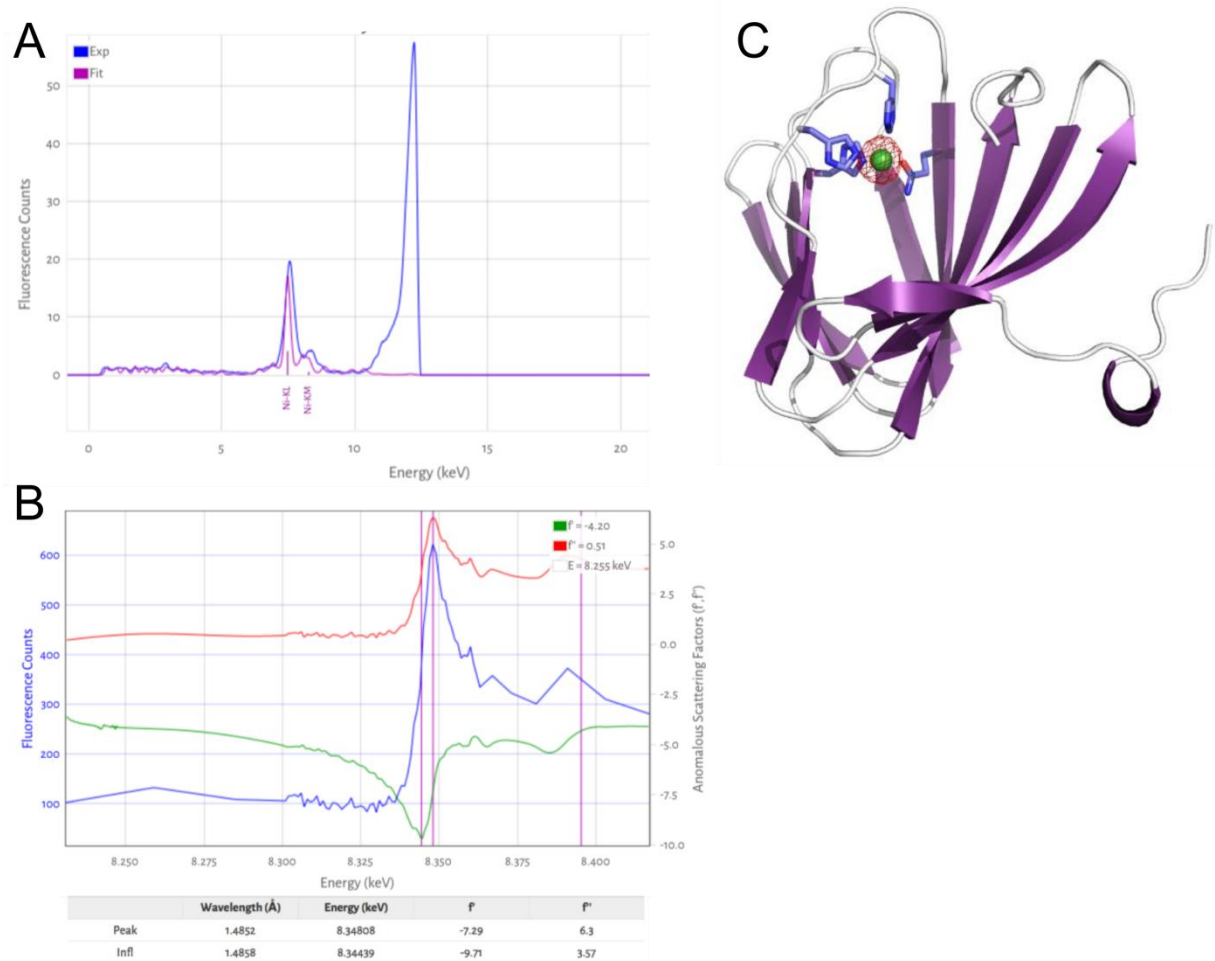 A
Exp
Fit
50
40
30
20
10
0
Fluorescence Counts
Ni-KL
Ni-KM
0 5 10 15 20
Energy (keV)
C
B
f' = -4.20
f'' = 0.51
E = 8.255 keV
600
500
400
300
200
100
Fluorescence Counts
5.0
2.5
0.0
-2.5
-5.0
-7.5
-10.0
Anomalous Scattering Factors (f',f'')
8.250 8.275 8.300 8.325 8.350 8.375 8.400
Energy (keV)
Wavelength (Å) Energy (keV) f' f''
Peak 1.4852 8.34808 -7.29 6.3
Infl 1.4858 8.34439 -9.71 3.57